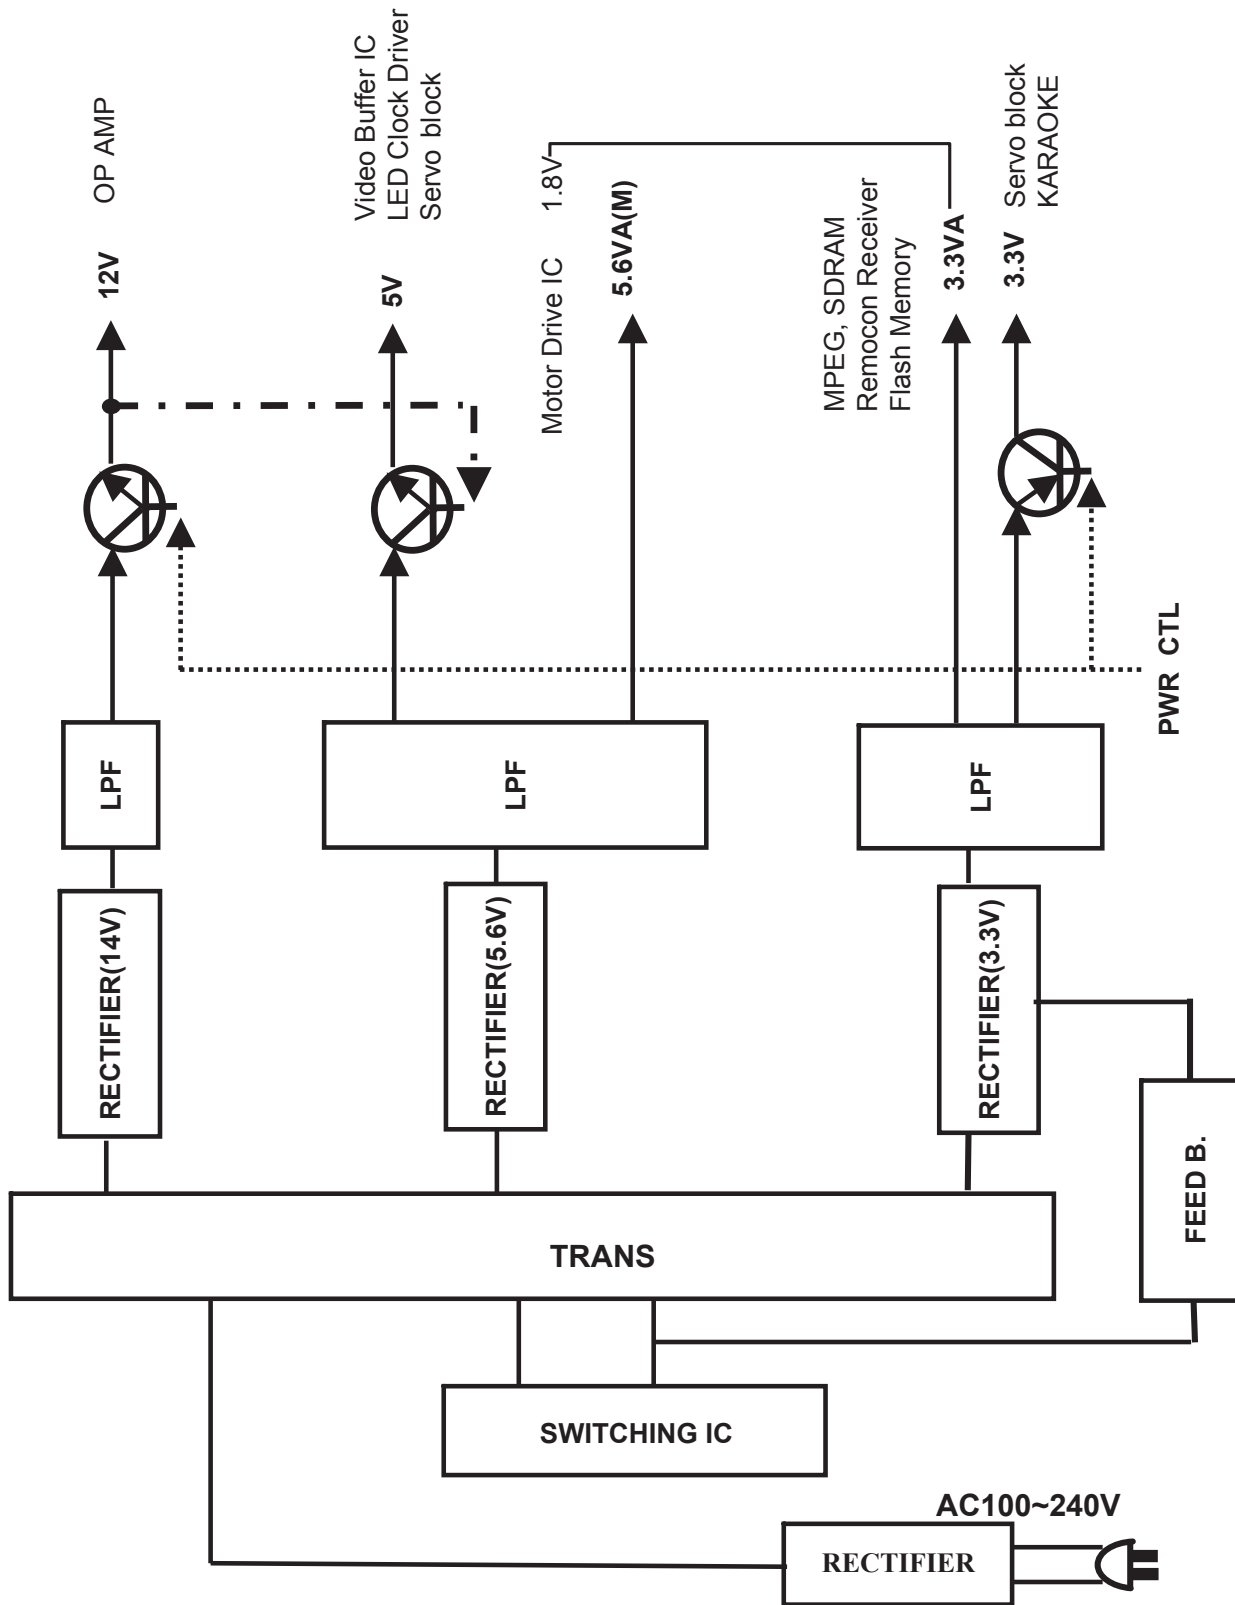 OP AMP
12V
Video Buffer IC
LED Clock Driver
Servo block
5V
Motor Drive IC
1.8V
5.6VA(M)
MPEG, SDRAM
Remocon Receiver
Flash Memory
3.3VA
3.3V
Servo block
KARAOKE
PWR CTL
LPF
LPF
LPF
RECTIFIER(14V)
RECTIFIER(5.6V)
RECTIFIER(3.3V)
TRANS
FEED B.
SWITCHING IC
AC100~240V
RECTIFIER